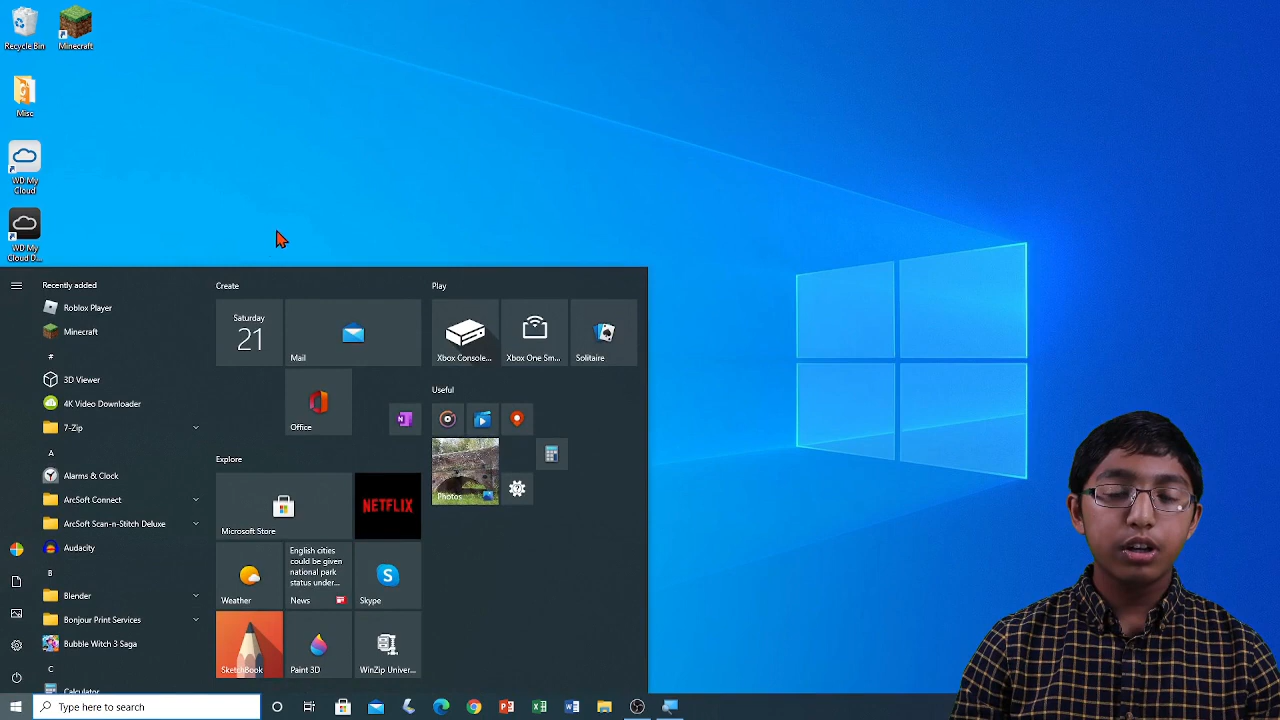 Recycle Bin
Minecraft
Misc
WD My
Cloud
WD My
Cloud D...
Recently added
Roblox Player
Minecraft
#
3D Viewer
4K Video Downloader
7-Zip
A
Alarms & Clock
ArcSoft Connect
ArcSoft Scan-n-Stitch Deluxe
Audacity
B
Blender
Bonjour Print Services
Bubble Witch 3 Saga
C
Calculator
Create
Saturday
21
Mail
Office
Explore
Microsoft Store
NETFLIX
Weather
English cities
could be given
national park
status under...
News
Skype
SketchBook
Paint 3D
WinZip Univer...
Play
Xbox Console...
Xbox One Sm...
Solitaire
Useful
Photos
Type here to search